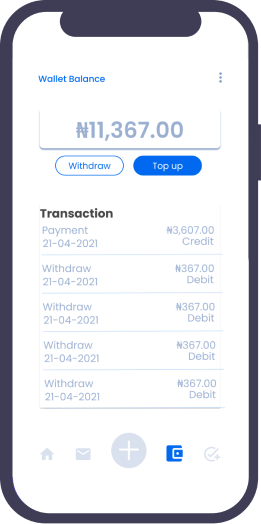 Wallet Balance
₦11,367.00
Withdraw Top up
Transaction
Payment ₦3,607.00
21-04-2021 Credit
Withdraw ₦367.00
21-04-2021 Debit
Withdraw ₦367.00
21-04-2021 Debit
Withdraw ₦367.00
21-04-2021 Debit
Withdraw ₦367.00
21-04-2021 Debit